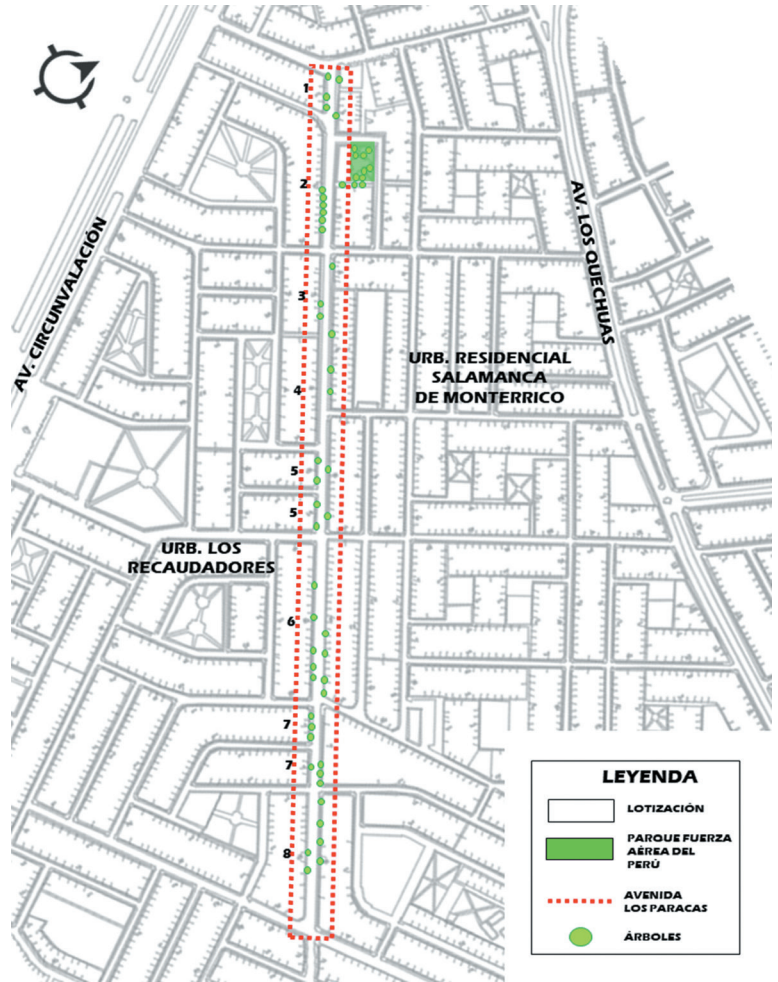 1
2
3
4
5
5
6
7
7
8
AV. CIRCUNVALACIÓN
AV. LOS QUECHUAS
URB. RESIDENCIAL
SALAMANCA
DE MONTERRICO
URB. LOS
RECAUDADORES
LEYENDA
LOTIZACIÓN
PARQUE FUERZA
AÉREA DEL
PERÚ
AVENIDA
LOS PARACAS
ÁRBOLES